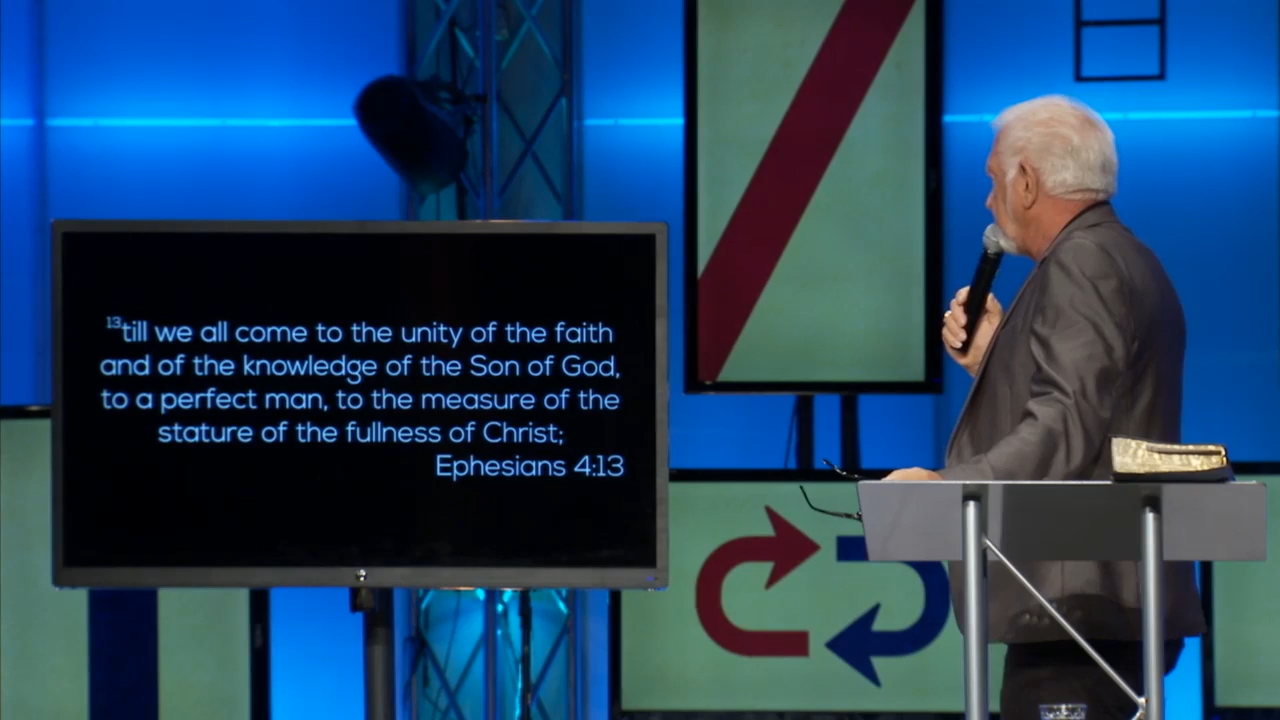 13till we all come to the unity of the faith
and of the knowledge of the Son of God,
to a perfect man, to the measure of the
stature of the fullness of Christ;
Ephesians 4:13